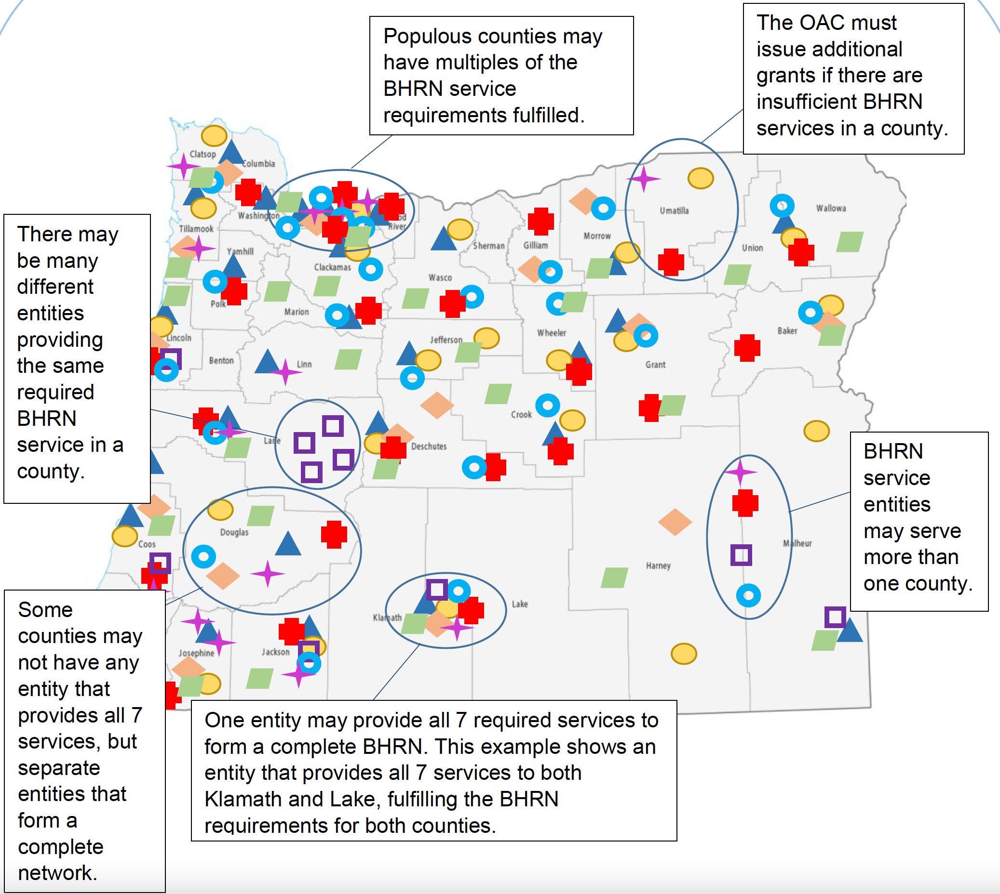 Populous counties may
have multiples of the
BHRN service
requirements fulfilled.
The OAC must
issue additional
grants if there are
insufficient BHRN
services in a county.
There may
be many
different
entities
providing
the same
required
BHRN
service in a
county.
BHRN
service
entities
may serve
more than
one county.
Some
counties may
not have any
entity that
provides all 7
services, but
separate
entities that
form a
complete
network.
One entity may provide all 7 required services to
form a complete BHRN. This example shows an
entity that provides all 7 services to both
Klamath and Lake, fulfilling the BHRN
requirements for both counties.
Clatsop
Columbia
Washington
Tillamook
River
Yamhill
Clackamas
Sherman
Gilliam
Morrow
Umatilla
Union
Wallowa
Wasco
Polk
Marion
Lincoln
Benton
Linn
Jefferson
Wheeler
Grant
Baker
Crook
Lane
Deschutes
Douglas
Coos
Harney
Malheur
Klamath
Lake
Josephine
Jackson